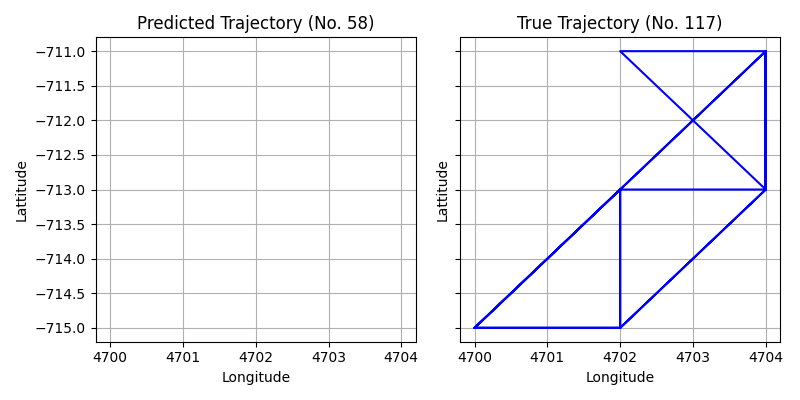 Predicted Trajectory (No. 58)
True Trajectory (No. 117)
Lattitude
−711.0
−711.5
−712.0
−712.5
−713.0
−713.5
−714.0
−714.5
−715.0
4700 4701 4702 4703 4704
Longitude
Lattitude
4700 4701 4702 4703 4704
Longitude